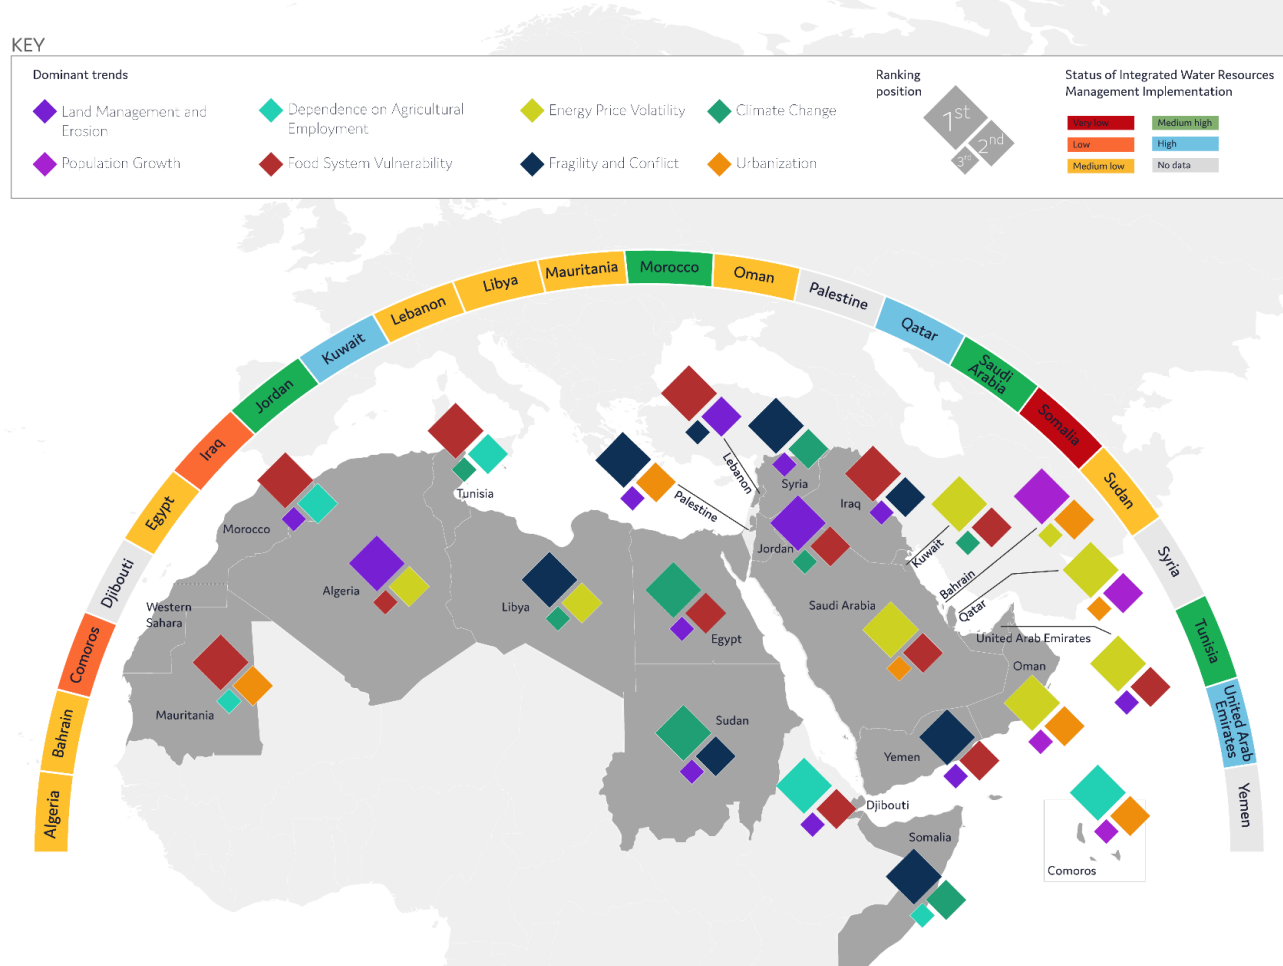 KEY
Dominant trends
Land Management and
Erosion
Population Growth
Dependence on Agricultural
Employment
Food System Vulnerability
Energy Price Volatility
Fragility and Conflict
Climate Change
Urbanization
Ranking
position
1st
2nd
3rd
Status of Integrated Water Resources
Management Implementation
Very low
Low
Medium low
Medium high
High
No data
Algeria
Bahrain
Comoros
Djibouti
Egypt
Iraq
Jordan
Kuwait
Lebanon
Libya
Mauritania
Morocco
Oman
Palestine
Qatar
Saudi
Arabia
Somalia
Sudan
Syria
Tunisia
United Arab
Emirates
Yemen
Tunisia
Morocco
Algeria
Western
Sahara
Mauritania
Libya
Palestine
Lebanon
Syria
Iraq
Jordan
Kuwait
Bahrain
Qatar
Saudi Arabia
United Arab Emirates
Oman
Egypt
Sudan
Yemen
Djibouti
Somalia
Comoros